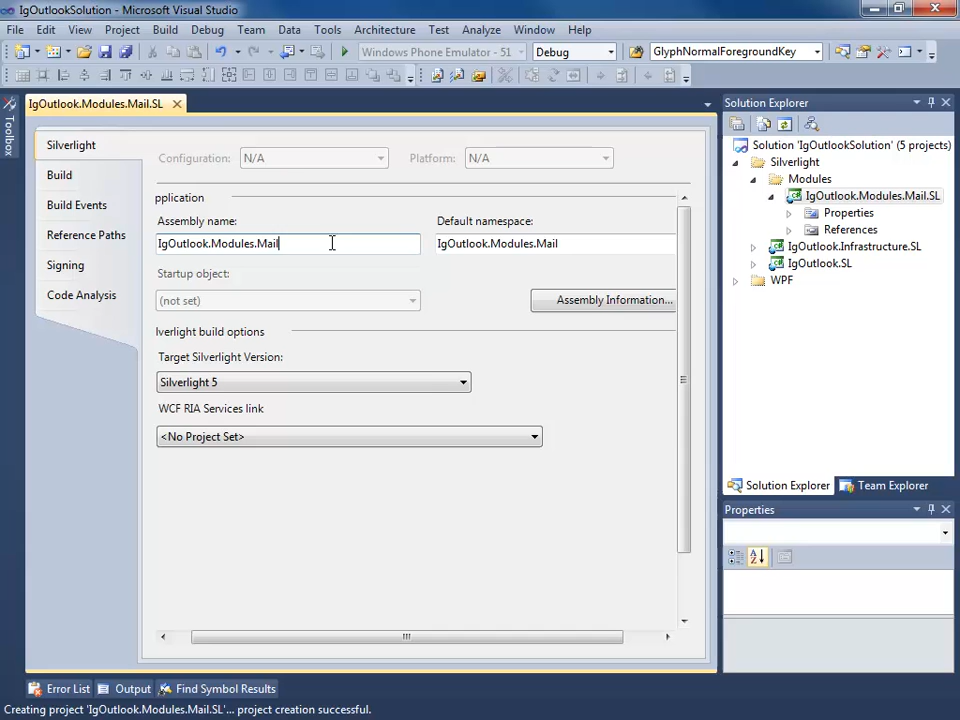 IgOutlookSolution - Microsoft Visual Studio
File Edit View Project Build Debug Team Tools Architecture Test Analyze Window Help
Windows Phone Emulator - 51 Debug GlyphNormalForegroundKey
IgOutlook.Modules.Mail.SL
Toolbox
Silverlight
Build
Build Events
Reference Paths
Signing
Code Analysis
Configuration: N/A Platform: N/A
pplication
Assembly name: Default namespace:
IgOutlook.Modules.Mail IgOutlook.Modules.Mail
Startup object:
(not set) Assembly Information...
lverlight build options
Target Silverlight Version:
Silverlight 5
WCF RIA Services link
<No Project Set>
Solution Explorer
Solution 'IgOutlookSolution' (5 projects)
Silverlight
Modules
IgOutlook.Modules.Mail.SL
Properties
References
IgOutlook.Infrastructure.SL
IgOutlook.SL
WPF
Solution Explorer Team Explorer
Properties
Error List Output Find Symbol Results
Creating project 'IgOutlook.Modules.Mail.SL'... project creation successful.